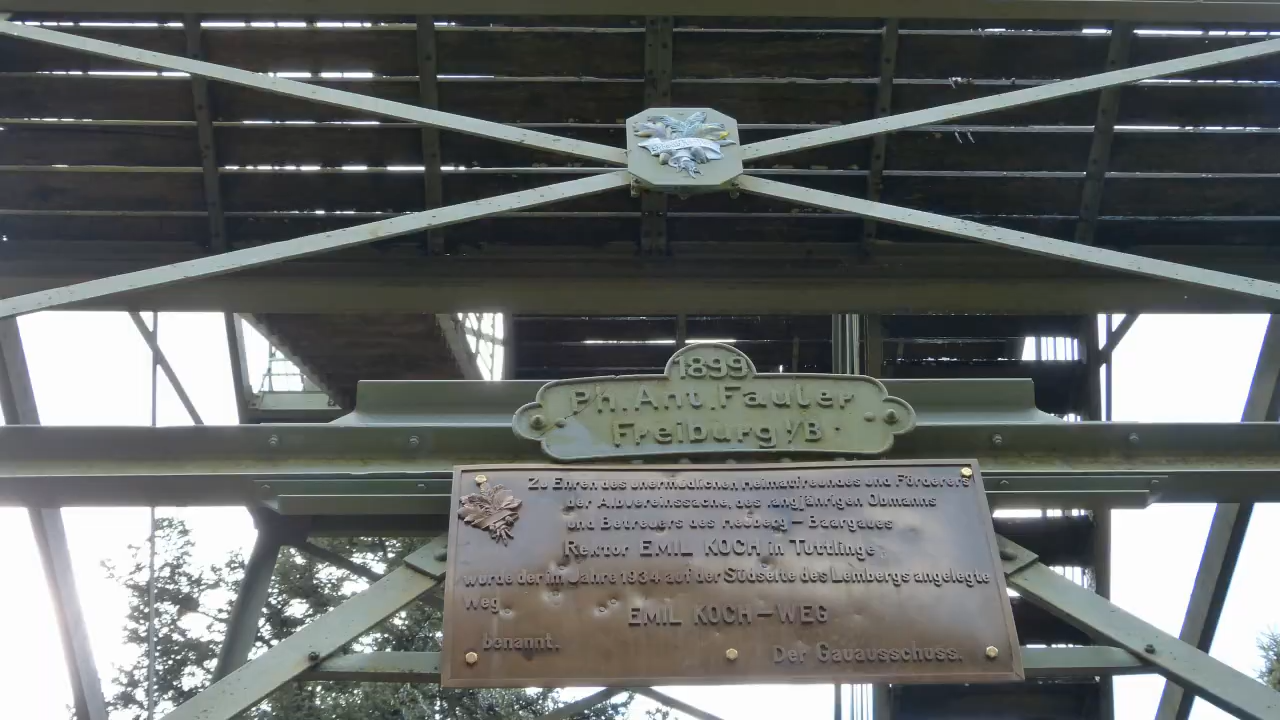 1899
Ph. Ant. Fauler
Freiburg i/B
Zu Ehren des unermüdlichen Heimatfreundes und Förderers
der Albvereinssache, des langjährigen Obmanns
und Betreuers des Heuberg – Baargaues
Rektor EMIL KOCH in Tuttlingen
wurde der im Jahre 1934 auf der Südseite des Lembergs angelegte
Weg
EMIL KOCH – WEG
benannt.
Der Gauausschuss.